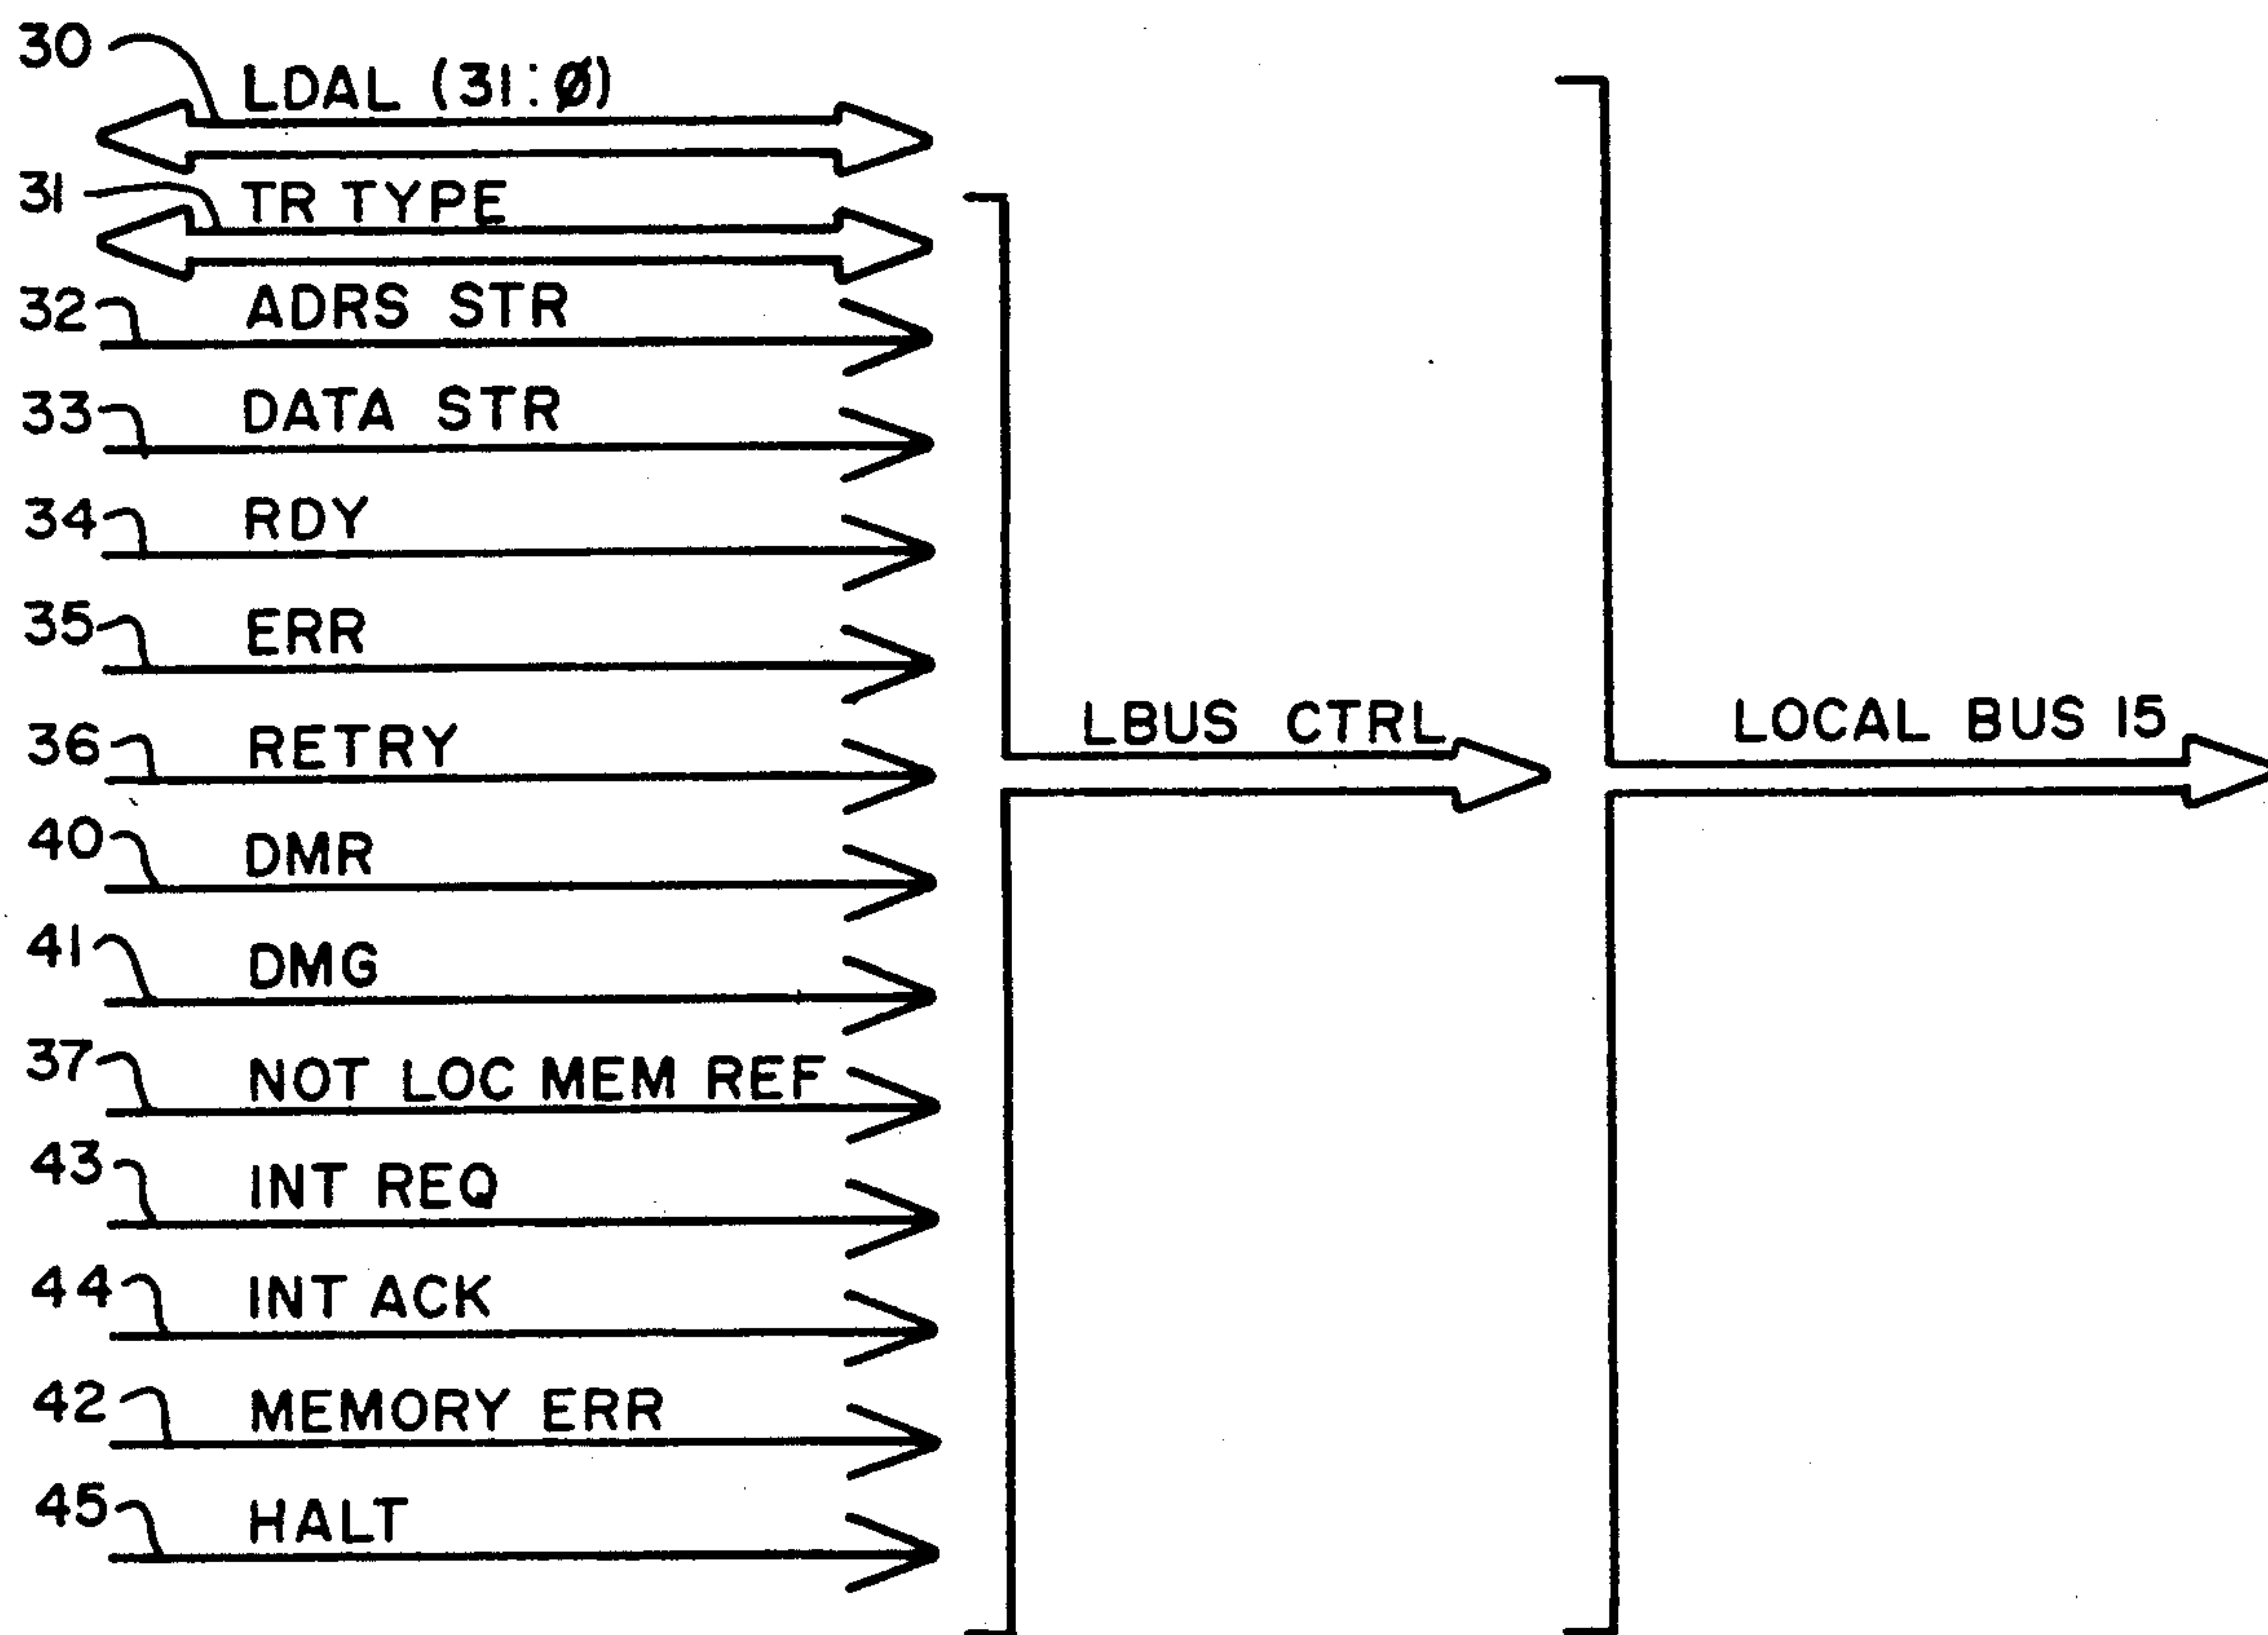 30 LDAL (31:Ø)
31 TR TYPE
32 ADRS STR
33 DATA STR
34 RDY
35 ERR
36 RETRY
40 DMR
41 DMG
37 NOT LOC MEM REF
43 INT REQ
44 INT ACK
42 MEMORY ERR
45 HALT
LBUS CTRL
LOCAL BUS 15